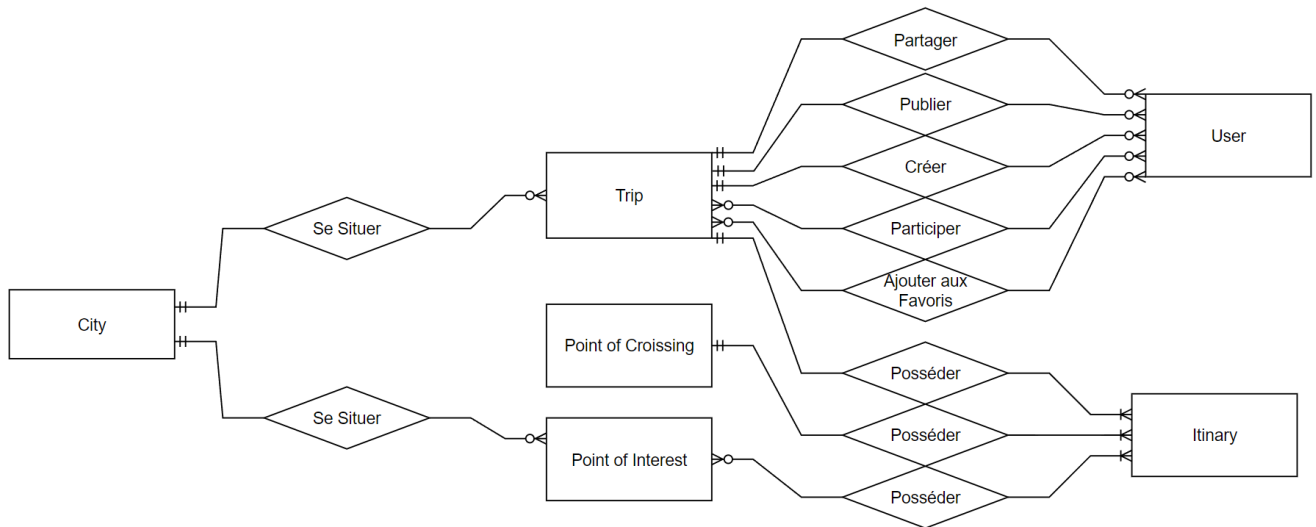 Partager
Publier
User
Créer
Trip
Se Situer
Participer
Ajouter aux
Favoris
City
Point of Croissing
Posséder
Se Situer
Posséder
Itinary
Point of Interest
Posséder